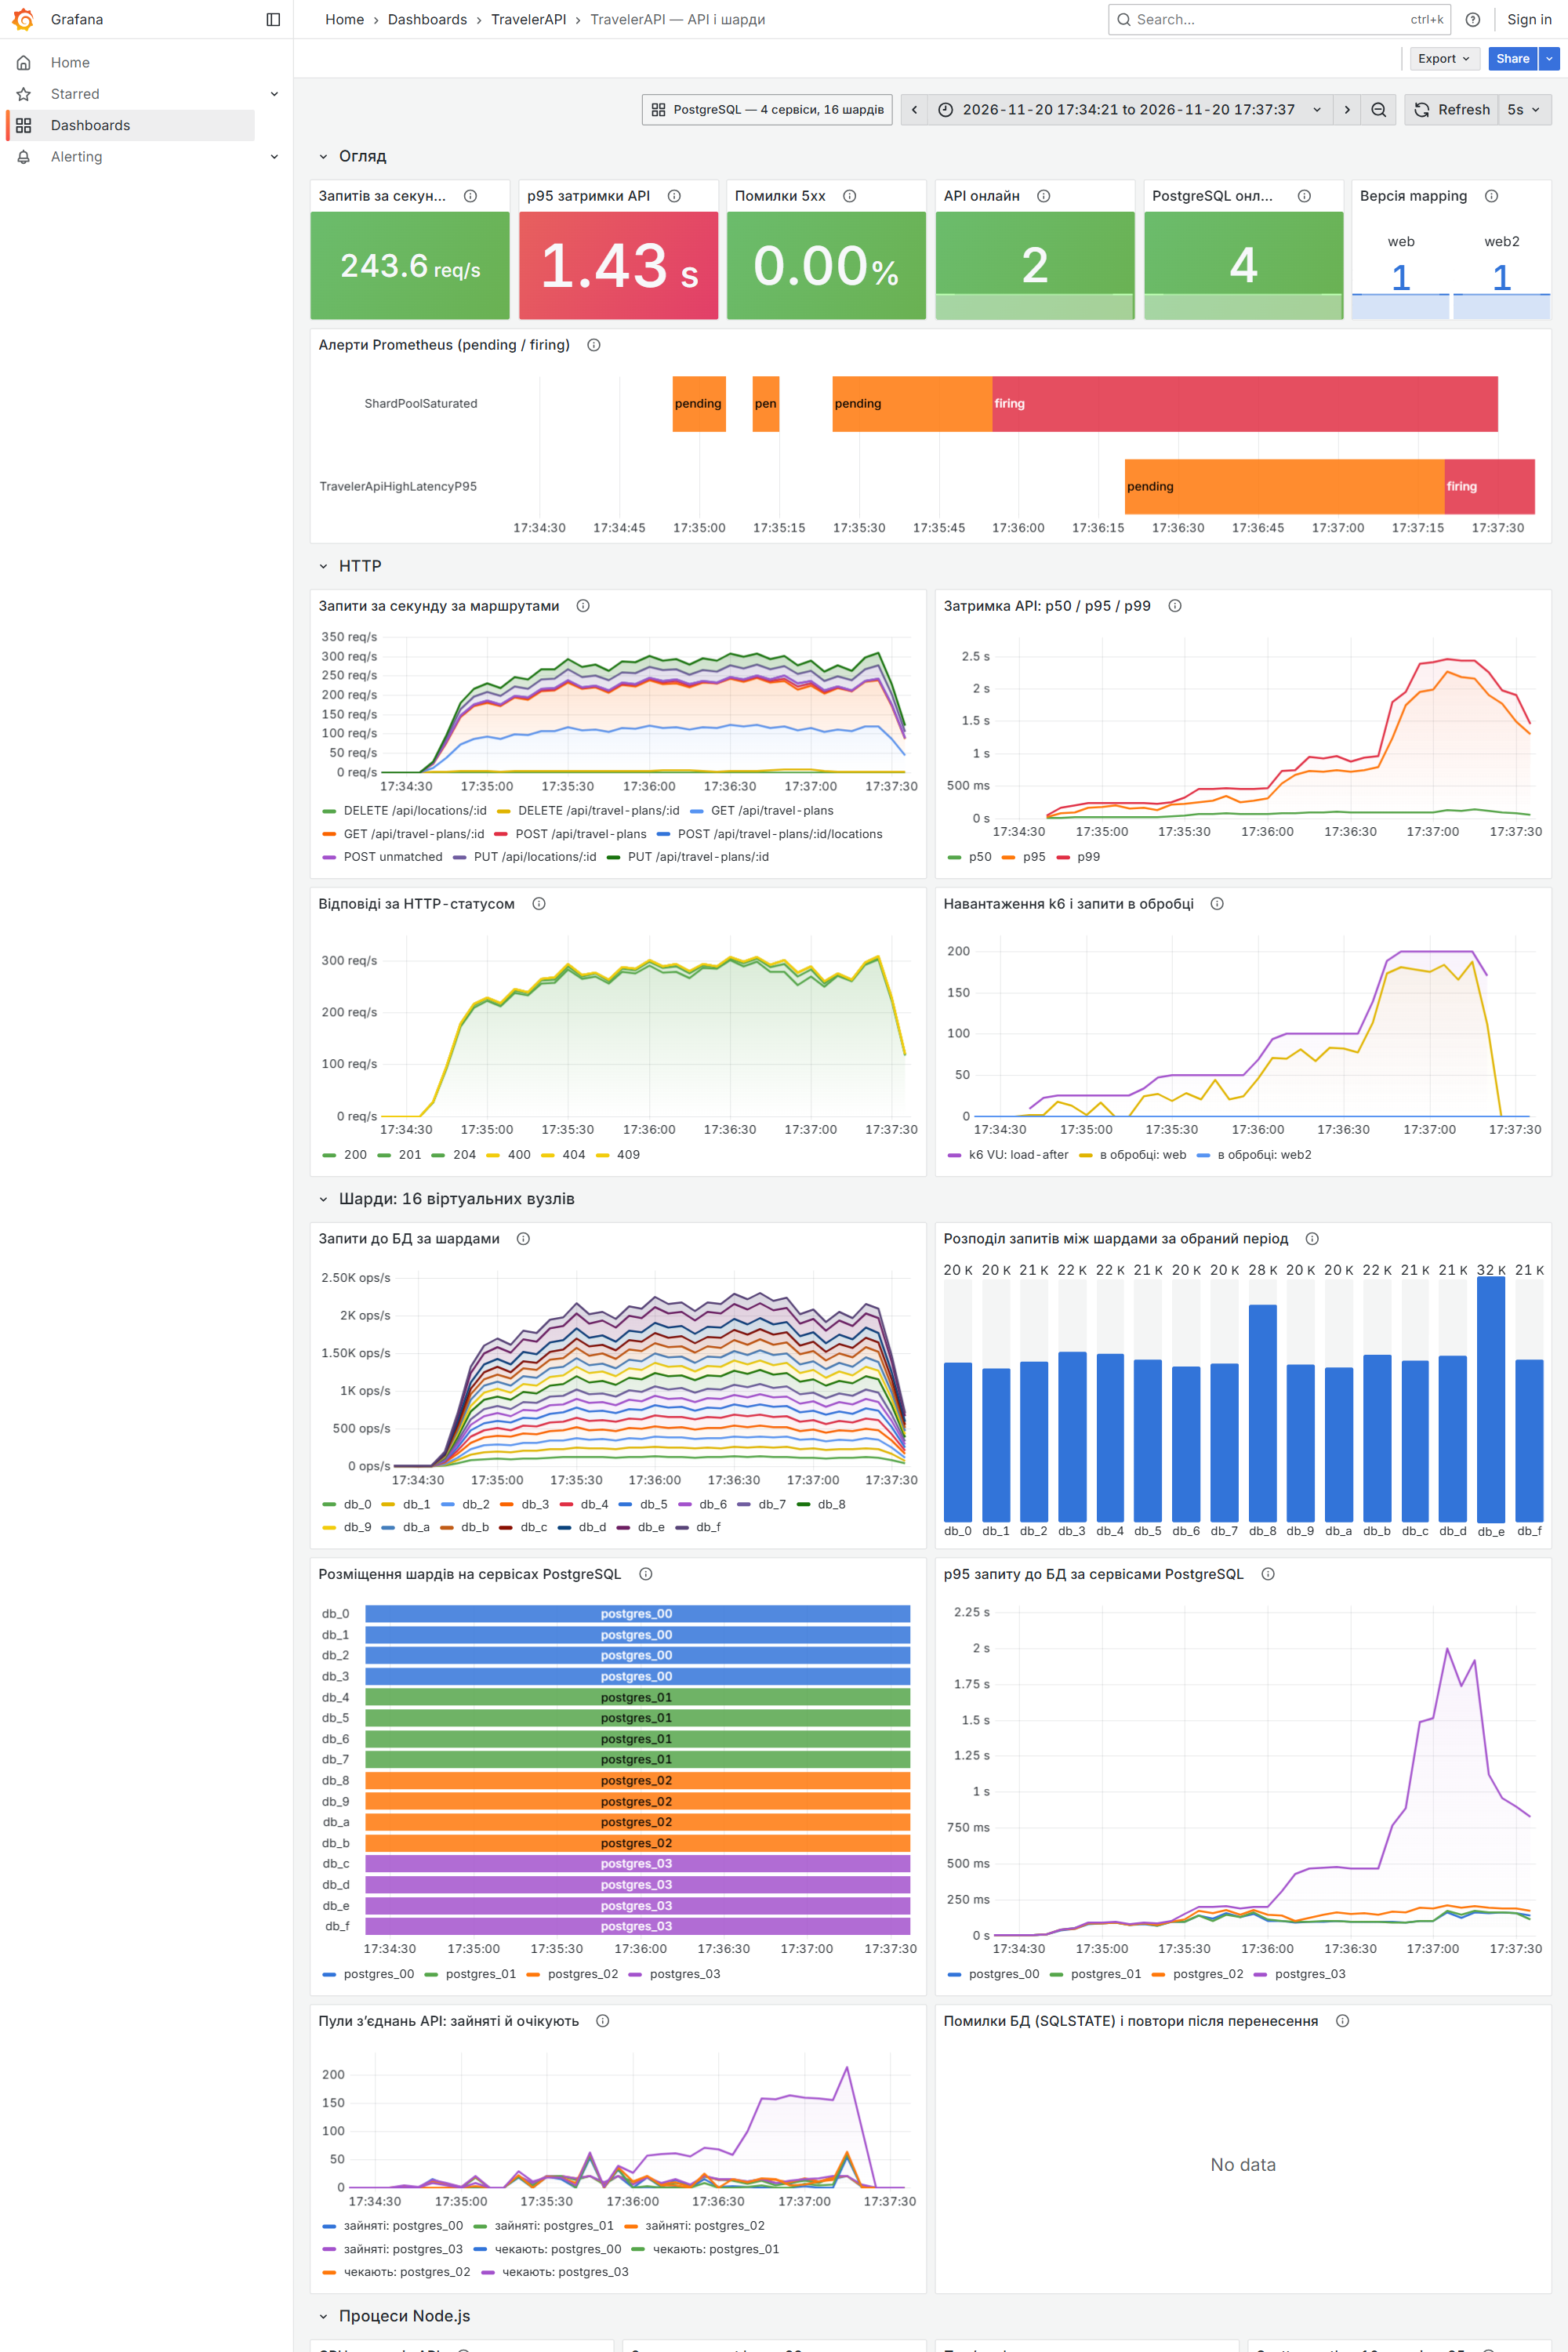 Grafana
Home › Dashboards › TravelerAPI › TravelerAPI — API і шарди
Search... ctrl+k
Sign in
Home
Starred
Dashboards
Alerting
Export
Share
PostgreSQL — 4 сервіси, 16 шардів
2026-11-20 17:34:21 to 2026-11-20 17:37:37
Refresh 5s
Огляд
Запитів за секун...
243.6 req/s
p95 затримки API
1.43 s
Помилки 5xx
0.00%
API онлайн
2
PostgreSQL онл...
4
Версія mapping
web web2
1 1
Алерти Prometheus (pending / firing)
ShardPoolSaturated
pending pen pending firing
TravelerApiHighLatencyP95
pending firing
17:34:30 17:34:45 17:35:00 17:35:15 17:35:30 17:35:45 17:36:00 17:36:15 17:36:30 17:36:45 17:37:00 17:37:15 17:37:30
HTTP
Запити за секунду за маршрутами
350 req/s
300 req/s
250 req/s
200 req/s
150 req/s
100 req/s
50 req/s
0 req/s
17:34:30 17:35:00 17:35:30 17:36:00 17:36:30 17:37:00 17:37:30
DELETE /api/locations/:id DELETE /api/travel-plans/:id GET /api/travel-plans
GET /api/travel-plans/:id POST /api/travel-plans POST /api/travel-plans/:id/locations
POST unmatched PUT /api/locations/:id PUT /api/travel-plans/:id
Затримка API: p50 / p95 / p99
2.5 s
2 s
1.5 s
1 s
500 ms
0 s
17:34:30 17:35:00 17:35:30 17:36:00 17:36:30 17:37:00 17:37:30
p50 p95 p99
Відповіді за HTTP-статусом
300 req/s
200 req/s
100 req/s
0 req/s
17:34:30 17:35:00 17:35:30 17:36:00 17:36:30 17:37:00 17:37:30
200 201 204 400 404 409
Навантаження k6 і запити в обробці
200
150
100
50
0
17:34:30 17:35:00 17:35:30 17:36:00 17:36:30 17:37:00 17:37:30
k6 VU: load-after в обробці: web в обробці: web2
Шарди: 16 віртуальних вузлів
Запити до БД за шардами
2.50K ops/s
2K ops/s
1.50K ops/s
1K ops/s
500 ops/s
0 ops/s
17:34:30 17:35:00 17:35:30 17:36:00 17:36:30 17:37:00 17:37:30
db_0 db_1 db_2 db_3 db_4 db_5 db_6 db_7 db_8
db_9 db_a db_b db_c db_d db_e db_f
Розподіл запитів між шардами за обраний період
20 K 20 K 21 K 22 K 22 K 21 K 20 K 20 K 28 K 20 K 20 K 22 K 21 K 21 K 32 K 21 K
db_0 db_1 db_2 db_3 db_4 db_5 db_6 db_7 db_8 db_9 db_a db_b db_c db_d db_e db_f
Розміщення шардів на сервісах PostgreSQL
db_0 postgres_00
db_1 postgres_00
db_2 postgres_00
db_3 postgres_00
db_4 postgres_01
db_5 postgres_01
db_6 postgres_01
db_7 postgres_01
db_8 postgres_02
db_9 postgres_02
db_a postgres_02
db_b postgres_02
db_c postgres_03
db_d postgres_03
db_e postgres_03
db_f postgres_03
17:34:30 17:35:00 17:35:30 17:36:00 17:36:30 17:37:00 17:37:30
postgres_00 postgres_01 postgres_02 postgres_03
p95 запиту до БД за сервісами PostgreSQL
2.25 s
2 s
1.75 s
1.5 s
1.25 s
1 s
750 ms
500 ms
250 ms
0 s
17:34:30 17:35:00 17:35:30 17:36:00 17:36:30 17:37:00 17:37:30
postgres_00 postgres_01 postgres_02 postgres_03
Пули з’єднань API: зайняті й очікують
200
150
100
50
0
17:34:30 17:35:00 17:35:30 17:36:00 17:36:30 17:37:00 17:37:30
зайняті: postgres_00 зайняті: postgres_01 зайняті: postgres_02
зайняті: postgres_03 чекають: postgres_00 чекають: postgres_01
чекають: postgres_02 чекають: postgres_03
Помилки БД (SQLSTATE) і повтори після перенесення
No data
Процеси Node.js